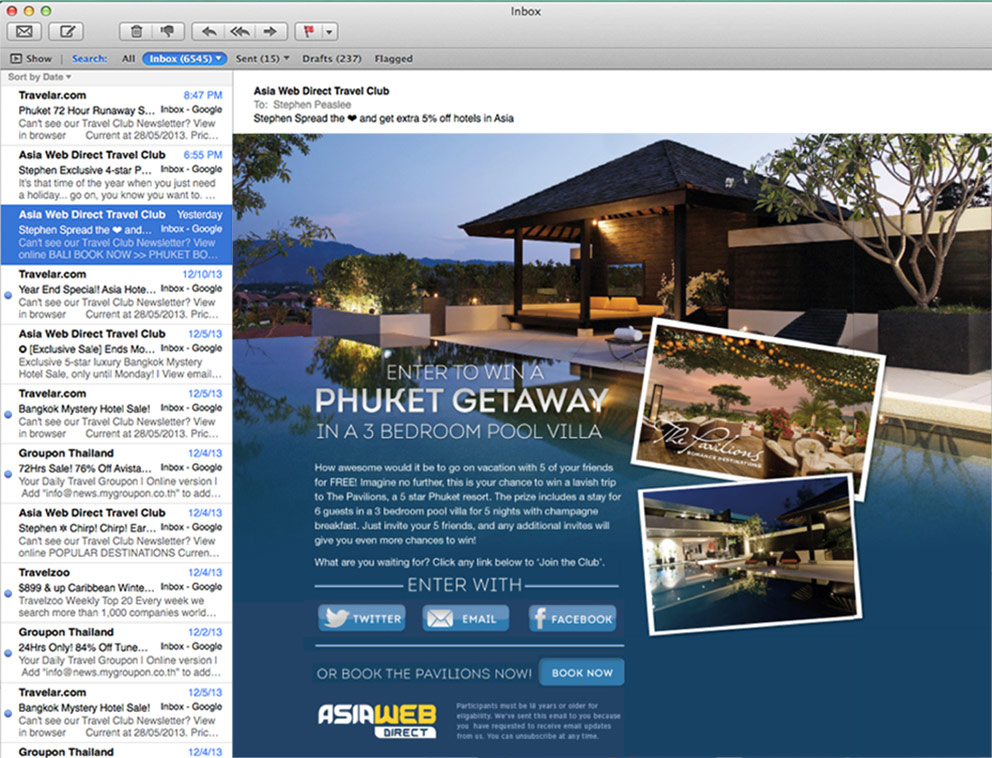 Inbox
Show
Search:
All
Inbox (6545)
Sent (15)
Drafts (237)
Flagged
Sort by Date
Travelar.com 8:47 PM
Phuket 72 Hour Runaway S... Inbox - Google
Can't see our Travel Club Newsletter? View
in browser Current at 28/05/2013. Pric...
Asia Web Direct Travel Club 6:55 PM
Stephen Exclusive 4-star P... Inbox - Google
It's that time of the year when you just need
a holiday... go on, you know you want to. ...
Asia Web Direct Travel Club Yesterday
Stephen Spread the ❤ and... Inbox - Google
Can't see our Travel Club Newsletter? View
online BALI BOOK NOW >> PHUKET BO...
Travelar.com 12/10/13
Year End Special! Asia Hote... Inbox - Google
Can't see our Travel Club Newsletter? View
in browser Current at 28/05/2013. Pric...
Asia Web Direct Travel Club 12/5/13
✪ [Exclusive Sale] Ends Mo... Inbox - Google
Exclusive 5-star luxury Bangkok Mystery
Hotel Sale, only until Monday! I View email...
Travelar.com 12/5/13
Bangkok Mystery Hotel Sale! Inbox - Google
Can't see our Travel Club Newsletter? View
in browser Current at 28/05/2013. Pric...
Groupon Thailand 12/4/13
72Hrs Sale! 76% Off Avista... Inbox - Google
Your Daily Travel Groupon I Online version I
Add "info@news.mygroupon.co.th" to add...
Asia Web Direct Travel Club 12/4/13
Stephen ✲ Chirp! Chirp! Ear... Inbox - Google
Can't see our Travel Club Newsletter? View
online POPULAR DESTINATIONS Curren...
Travelzoo 12/4/13
$899 & up Caribbean Winte... Inbox - Google
Travelzoo Weekly Top 20 Every week we
search more than 1,000 companies world...
Groupon Thailand 12/2/13
24Hrs Only! 84% Off Tune... Inbox - Google
Your Daily Travel Groupon I Online version I
Add "info@news.mygroupon.co.th" to add...
Travelar.com 12/5/13
Bangkok Mystery Hotel Sale! Inbox - Google
Can't see our Travel Club Newsletter? View
in browser Current at 28/05/2013. Pric...
Groupon Thailand 12/4/13
Asia Web Direct Travel Club
To: Stephen Peaslee
Stephen Spread the ❤ and get extra 5% off hotels in Asia
ENTER TO WIN A
PHUKET GETAWAY
IN A 3 BEDROOM POOL VILLA
The Pavilions
ROMANCE DESTINATIONS
How awesome would it be to go on vacation with 5 of your friends
for FREE! Imagine no further, this is your chance to win a lavish trip
to The Pavilions, a 5 star Phuket resort. The prize includes a stay for
6 guests in a 3 bedroom pool villa for 5 nights with champagne
breakfast. Just invite your 5 friends, and any additional invites will
give you even more chances to win!
What are you waiting for? Click any link below to 'Join the Club'.
ENTER WITH
TWITTER
EMAIL
FACEBOOK
OR BOOK THE PAVILIONS NOW!
BOOK NOW
ASIAWEB
DIRECT
Participants must be 18 years or older for
eligability. We've sent this email to you because
you have requested to receive email updates
from us. You can unsubscribe at any time.